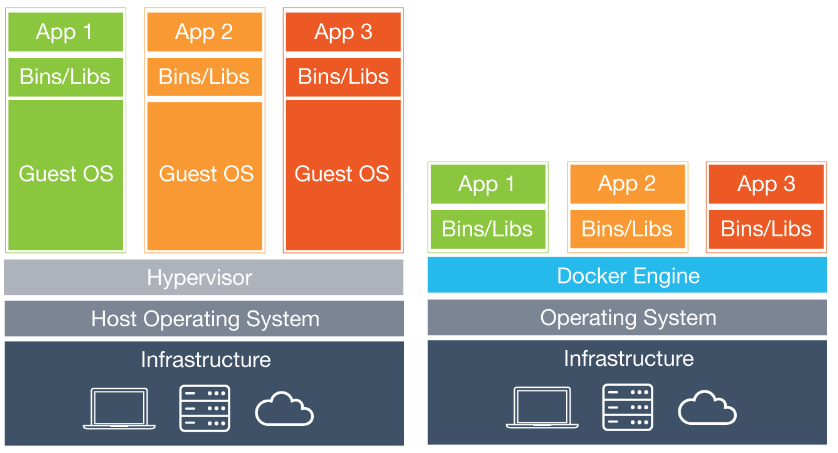 App 1
App 2
App 3
Bins/Libs
Bins/Libs
Bins/Libs
Guest OS
Guest OS
Guest OS
Hypervisor
Host Operating System
Infrastructure
App 1
App 2
App 3
Bins/Libs
Bins/Libs
Bins/Libs
Docker Engine
Operating System
Infrastructure